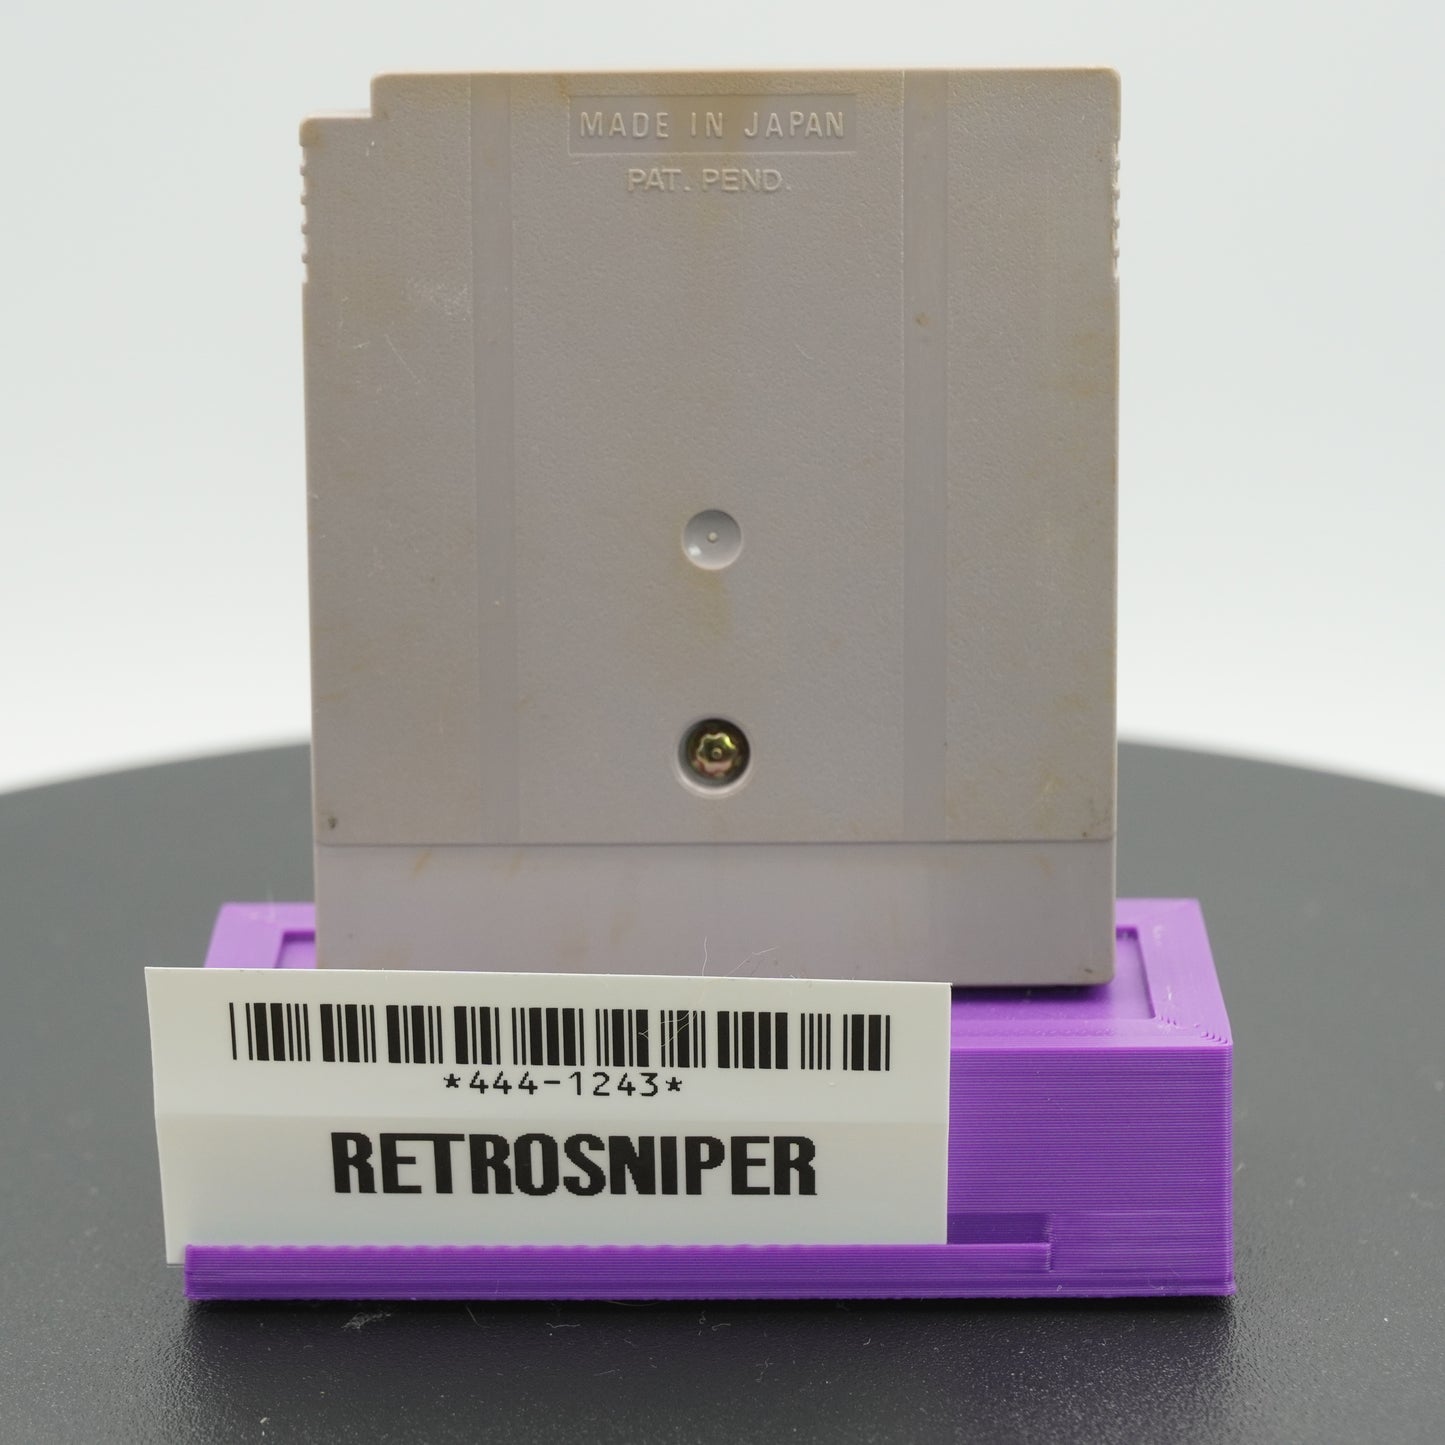 MADE IN JAPAN
PAT. PEND.
*444-1243*
RETROSNIPER